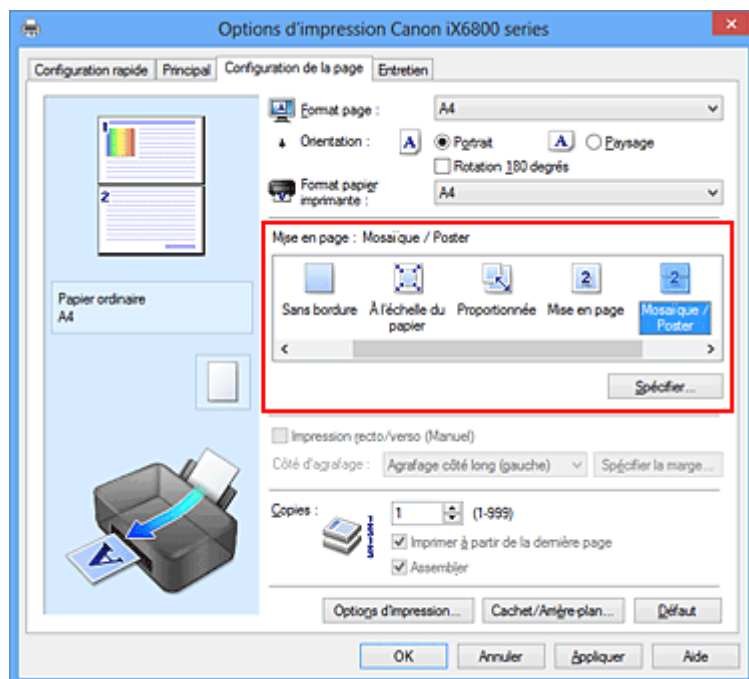 Options d'impression Canon iX6800 series
Configuration rapide Principal Configuration de la page Entretien
Format page : A4
Orientation : A Portrait A Paysage
Rotation 180 degrés
Format papier
imprimante : A4
1
2
Papier ordinaire
A4
Mise en page : Mosaïque / Poster
2 2
Sans bordure À l'échelle du papier Proportionnée Mise en page Mosaïque / Poster
Spécifier...
Impression recto/verso (Manuel)
Côté d'agrafage : Agrafage côté long (gauche) Spécifier la marge...
Copies : 1 (1-999)
Imprimer à partir de la dernière page
Assembler
A
Options d'impression... Cachet/Arrière-plan... Défaut
OK Annuler Appliquer Aide